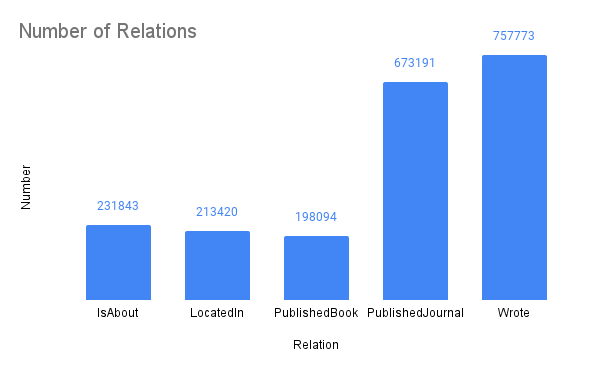 Number of Relations
757773
673191
231843
213420
198094
Number
IsAbout LocatedIn PublishedBook PublishedJournal Wrote
Relation